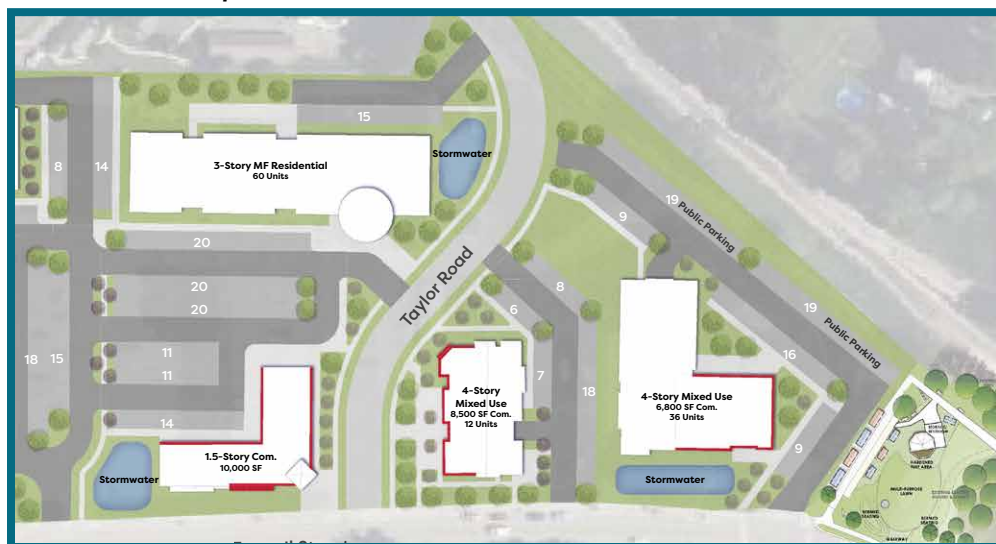 15
Stormwater
3-Story MF Residential
60 Units
8
14
20
20
20
18
15
11
11
14
1.5-Story Com.
10,000 SF
Stormwater
Taylor Road
9
19
Public Parking
19
Public Parking
8
6
7
18
4-Story
Mixed Use
8,500 SF Com.
12 Units
16
4-Story Mixed Use
6,800 SF Com.
36 Units
9
Stormwater
MULTI-PURPOSE
LAWN